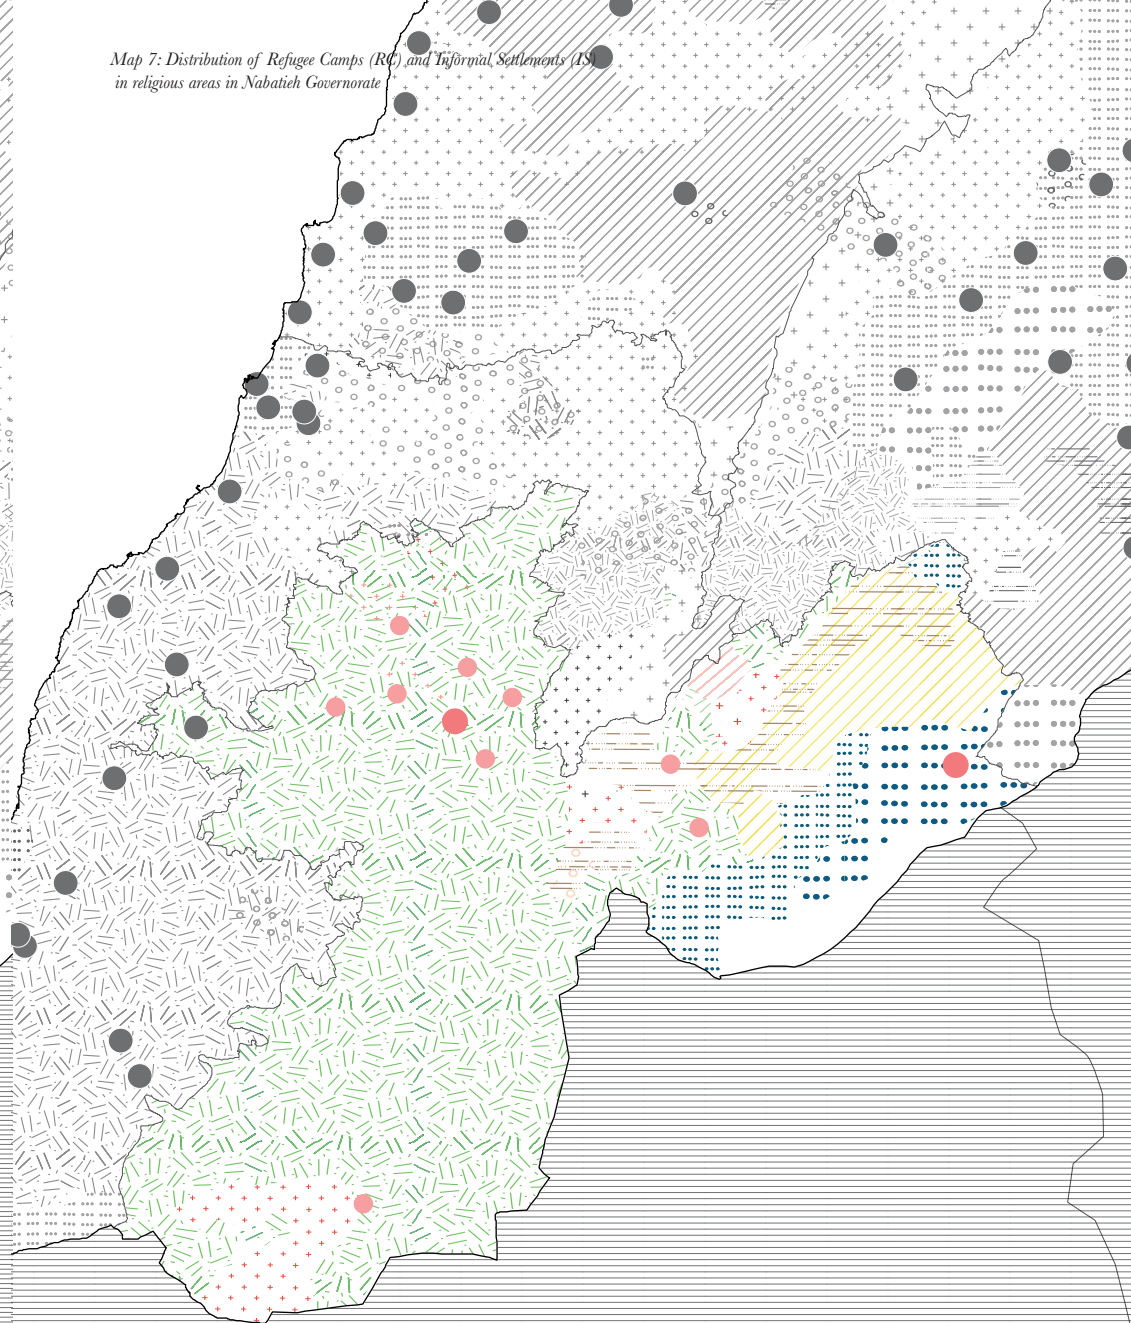 Map 7: Distribution of Refugee Camps (RC) and Informal Settlements (IS)
in religious areas in Nabatieh Governorate